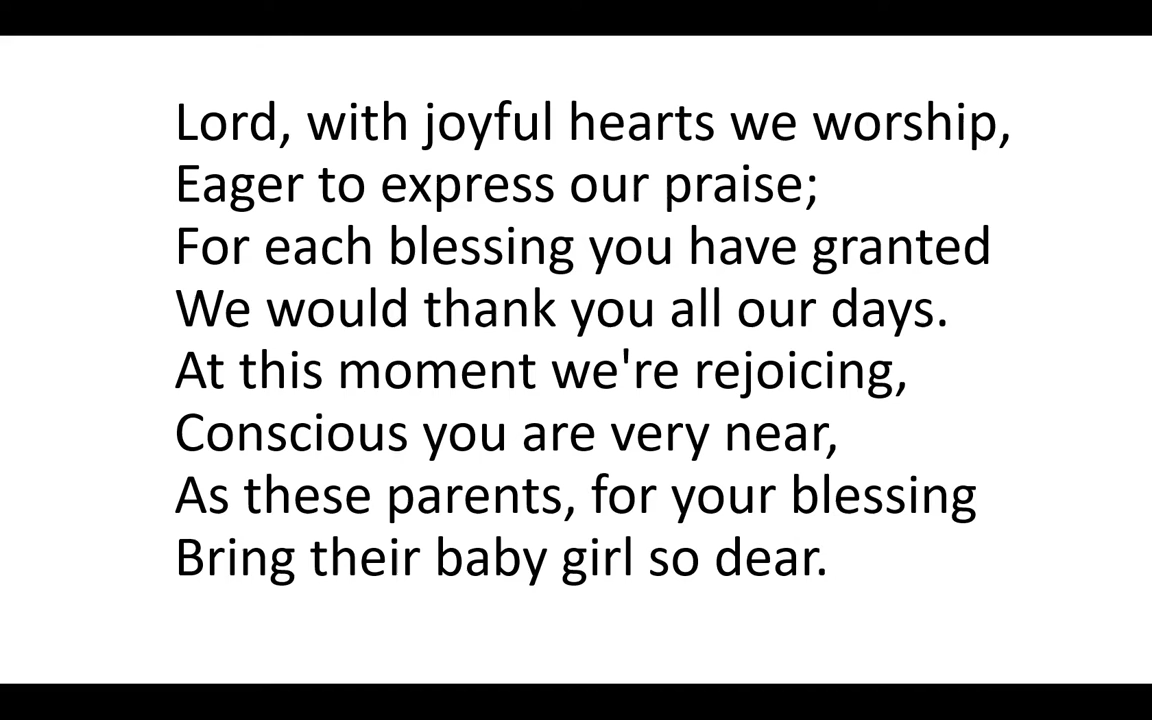 Lord, with joyful hearts we worship,
Eager to express our praise;
For each blessing you have granted
We would thank you all our days.
At this moment we're rejoicing,
Conscious you are very near,
As these parents, for your blessing
Bring their baby girl so dear.